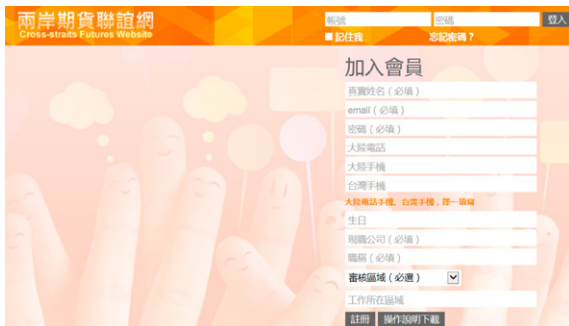 兩岸期貨聯誼網
Cross-straits Futures Website
帳號 密碼 登入
記住我 忘記密碼？
加入會員
真實姓名（必填）
email（必填）
密碼（必填）
大陸電話
大陸手機
台灣手機
大陸電話手機、台灣手機，擇一填寫
生日
現職公司（必填）
職稱（必填）
審核區域（必選）
工作所在區域
註冊 操作說明下載